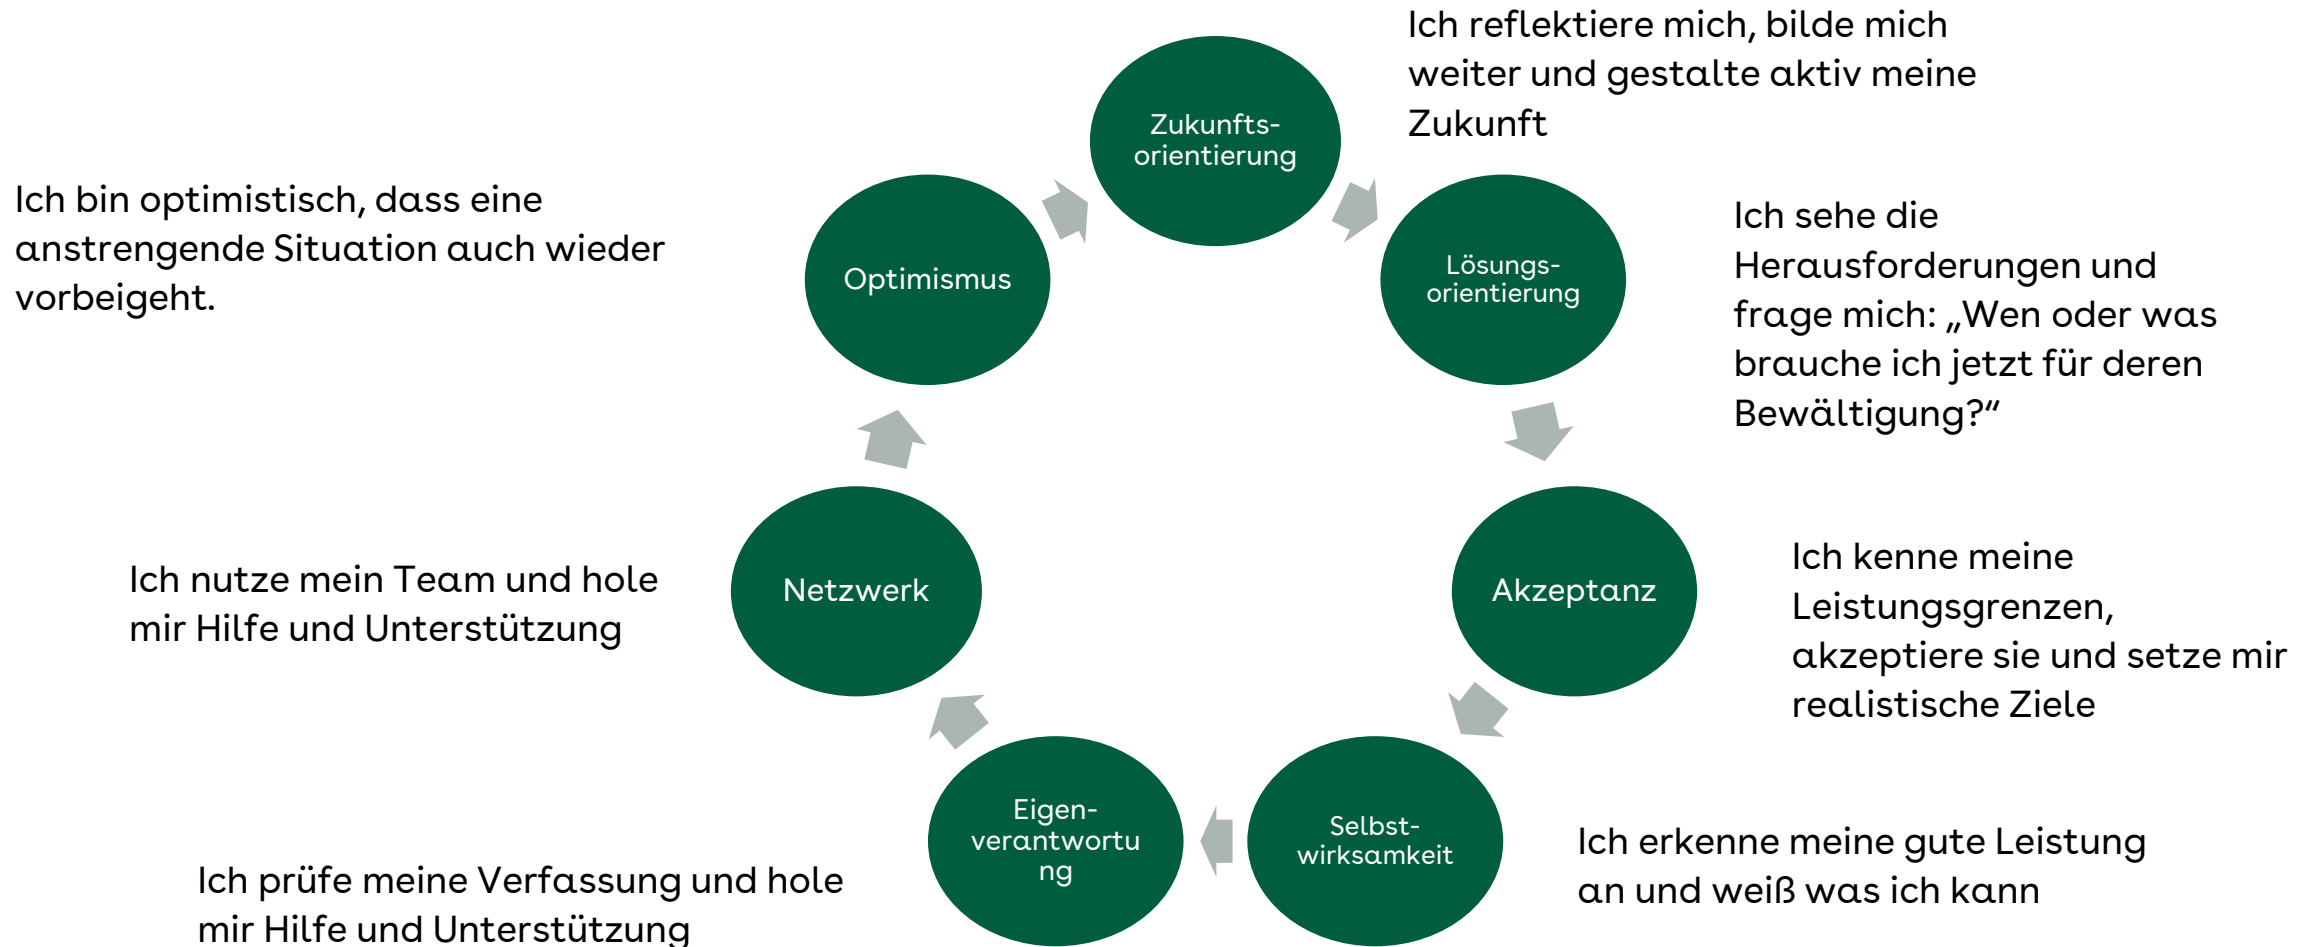 Ich reflektiere mich, bilde mich
weiter und gestalte aktiv meine
Zukunft
Zukunfts-
orientierung
Ich bin optimistisch, dass eine
anstrengende Situation auch wieder
vorbeigeht.
Optimismus
Lösungs-
orientierung
Ich sehe die
Herausforderungen und
frage mich: „Wen oder was
brauche ich jetzt für deren
Bewältigung?“
Ich nutze mein Team und hole
mir Hilfe und Unterstützung
Netzwerk
Akzeptanz
Ich kenne meine
Leistungsgrenzen,
akzeptiere sie und setze mir
realistische Ziele
Ich prüfe meine Verfassung und hole
mir Hilfe und Unterstützung
Eigen-
verantwortu
ng
Selbst-
wirksamkeit
Ich erkenne meine gute Leistung
an und weiß was ich kann